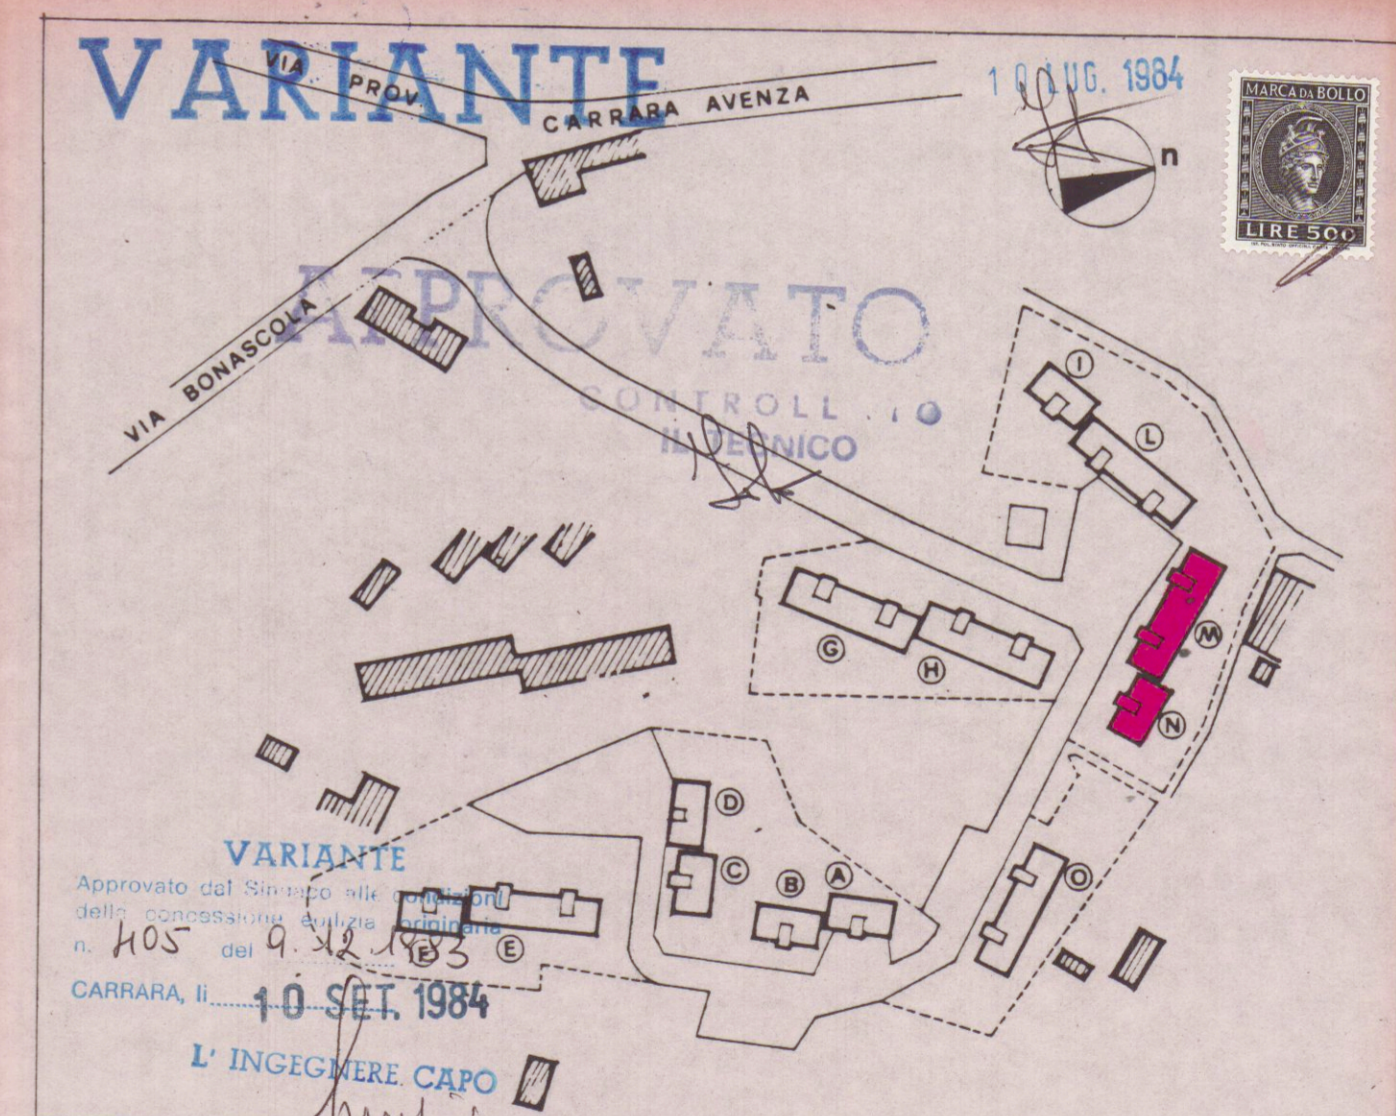 VARIANTE
10 LUG. 1984
MARCA DA BOLLO
LIRE 500
VIA PROV. CARRARA AVENZA
n
VIA BONASCOLA
APPROVATO
CONTROLL
IL TECNICO
I
L
M
N
G
H
D
C
B
A
O
F
E
VARIANTE
Approvato dal Sindaco alle condizioni
della concessione edilizia originaria
n. 405 del 9.12.1983
CARRARA, li 10 SET. 1984
L' INGEGNERE CAPO